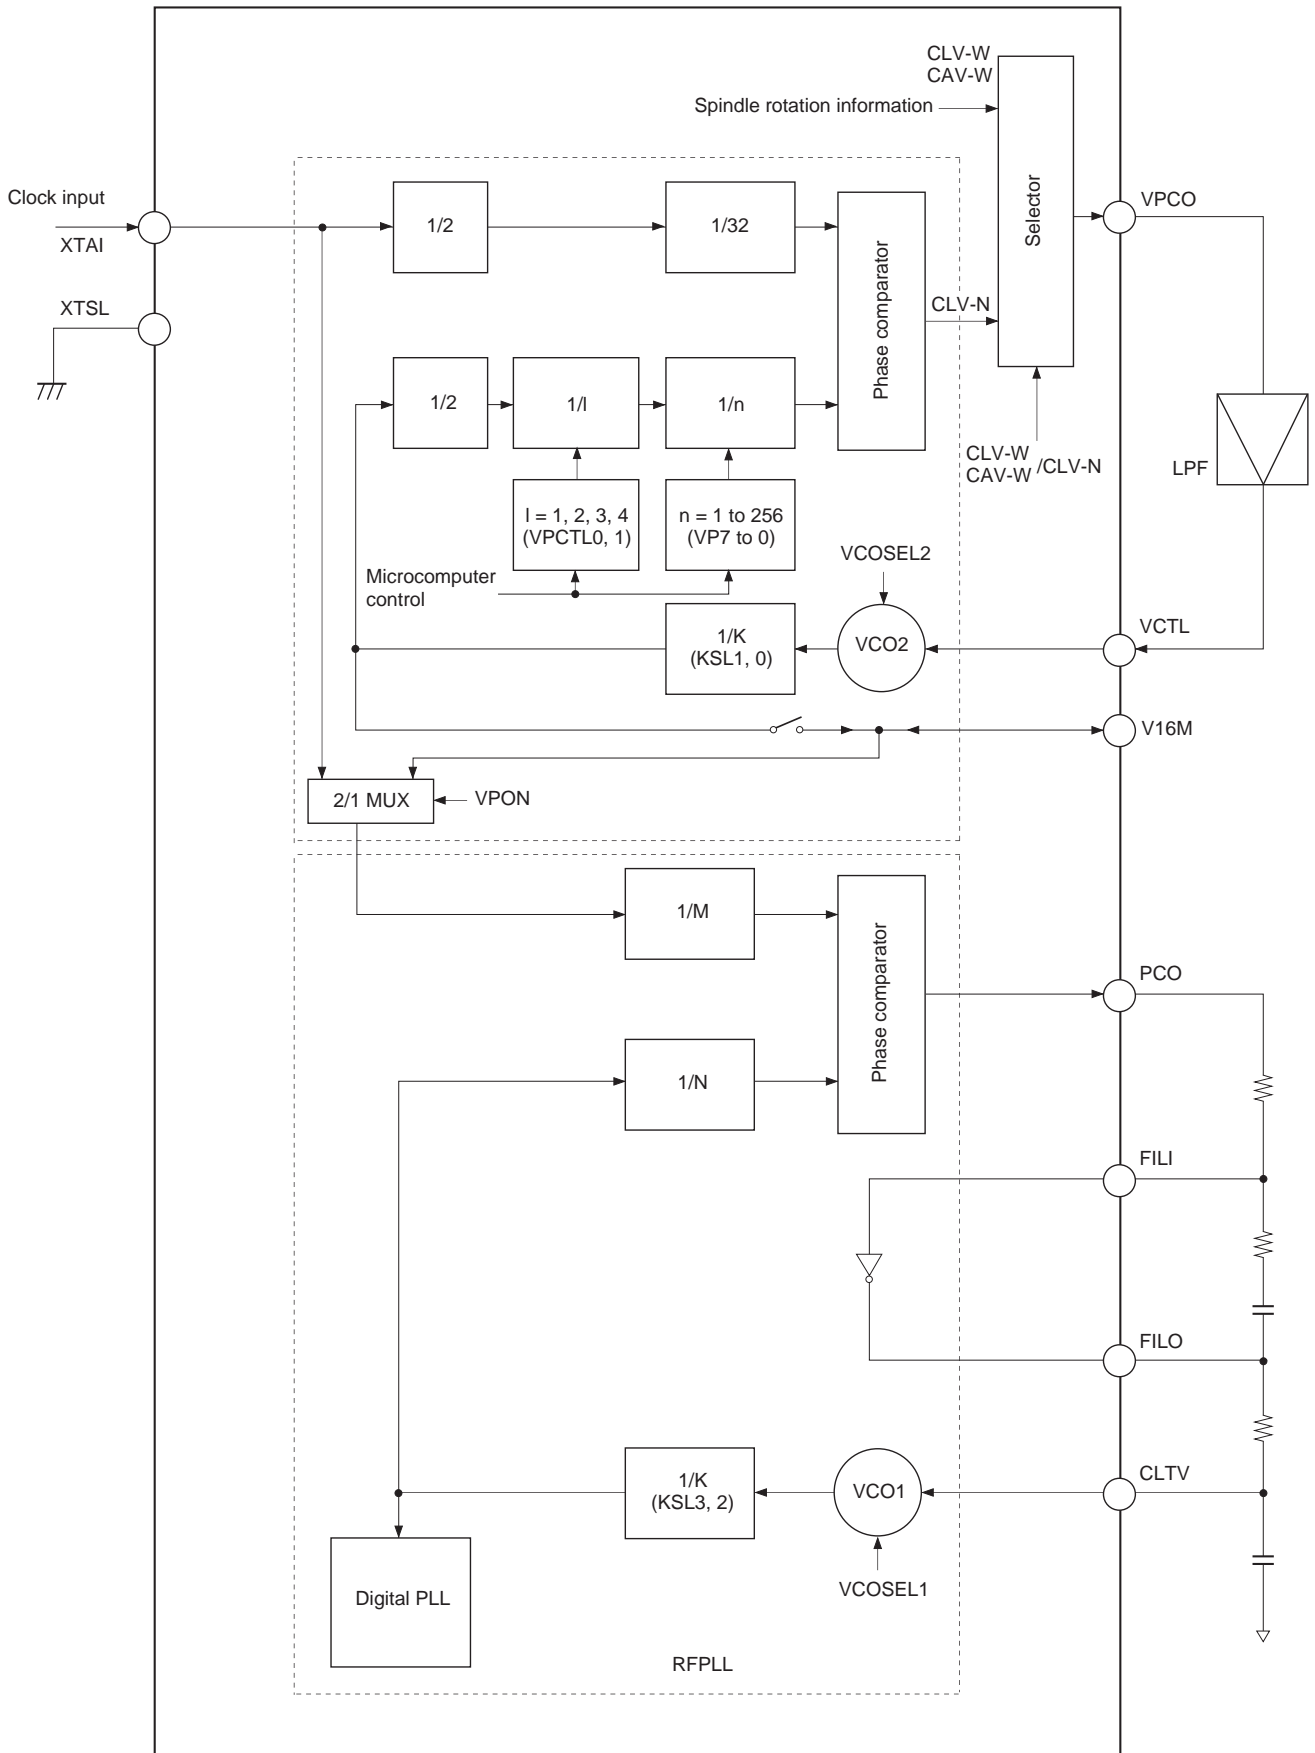 CLV-W
CAV-W
Spindle rotation information
Clock input
XTAI
XTSL
1/2
1/32
Phase comparator
Selector
VPCO
CLV-N
1/2
1/l
1/n
CLV-W
CAV-W
/CLV-N
LPF
l = 1, 2, 3, 4
(VPCTL0, 1)
n = 1 to 256
(VP7 to 0)
Microcomputer
control
VCOSEL2
1/K
(KSL1, 0)
VCO2
VCTL
V16M
2/1 MUX
VPON
1/M
Phase comparator
PCO
1/N
FILI
FILO
1/K
(KSL3, 2)
VCO1
CLTV
VCOSEL1
Digital PLL
RFPLL